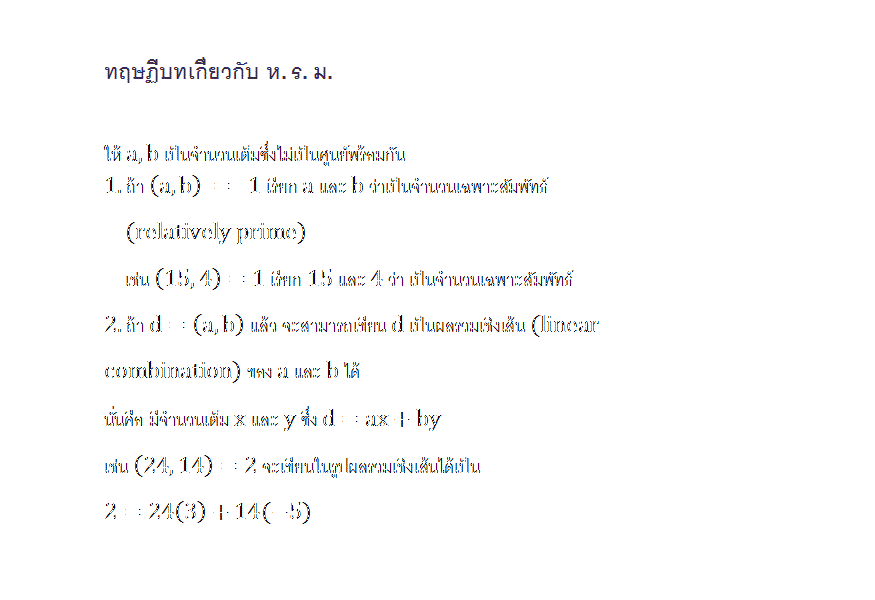 ทฤษฎีบทเกี่ยวกับ ห. ร. ม.
ให้ a, b เป็นจำนวนเต็มซึ่งไม่เป็นศูนย์พร้อมกัน
1. ถ้า (a, b) = 1 เรียก a และ b ว่าเป็นจำนวนเฉพาะสัมพัทธ์
(relatively prime)
เช่น (15, 4) = 1 เรียก 15 และ 4 ว่า เป็นจำนวนเฉพาะสัมพัทธ์
2. ถ้า d = (a, b) แล้ว จะสามารถเขียน d เป็นผลรวมเชิงเส้น (linear
combination) ของ a และ b ได้
นั่นคือ มีจำนวนเต็ม x และ y ซึ่ง d = ax + by
เช่น (24, 14) = 2 จะเขียนในรูปผลรวมเชิงเส้นได้เป็น
2 = 24(3) + 14(−5)